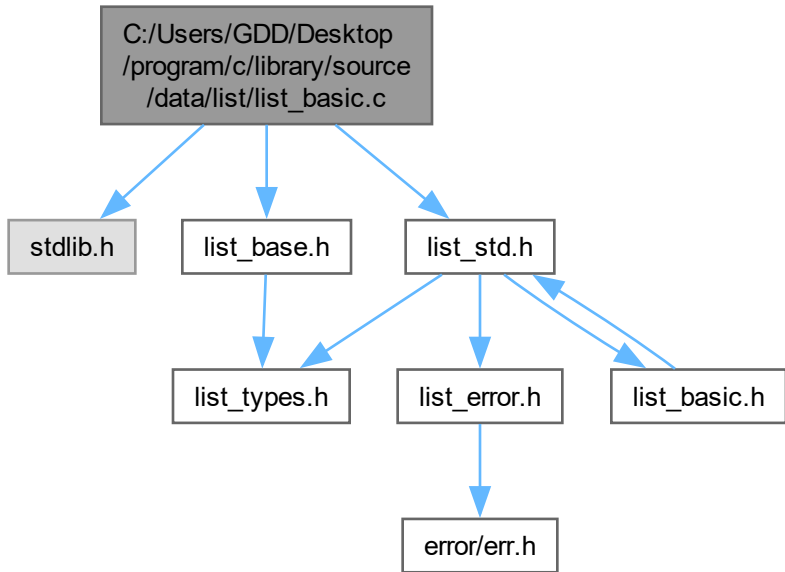 C:/Users/GDD/Desktop
/program/c/library/source
/data/list/list_basic.c
stdlib.h
list_base.h
list_std.h
list_types.h
list_error.h
list_basic.h
error/err.h